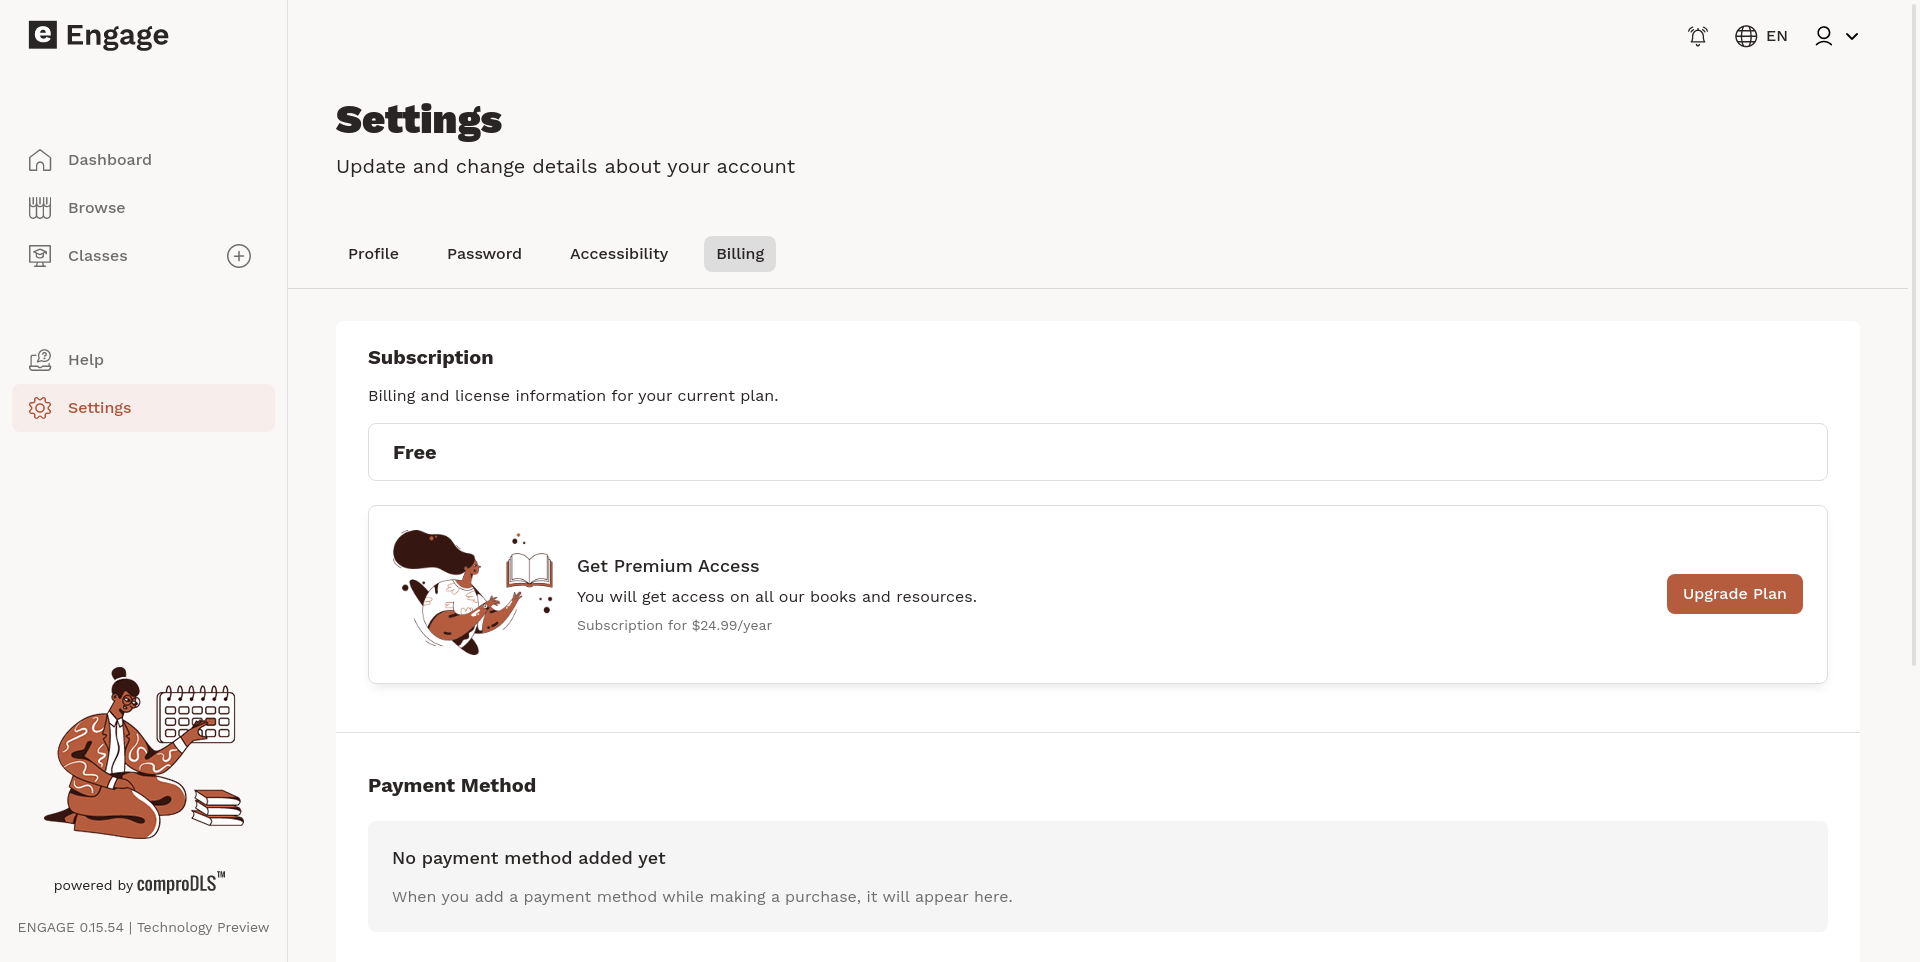 e Engage
EN
Dashboard
Browse
Classes
Help
Settings
powered by comproDLS™
ENGAGE 0.15.54 | Technology Preview
Settings
Update and change details about your account
Profile
Password
Accessibility
Billing
Subscription
Billing and license information for your current plan.
Free
Get Premium Access
You will get access on all our books and resources.
Subscription for $24.99/year
Upgrade Plan
Payment Method
No payment method added yet
When you add a payment method while making a purchase, it will appear here.